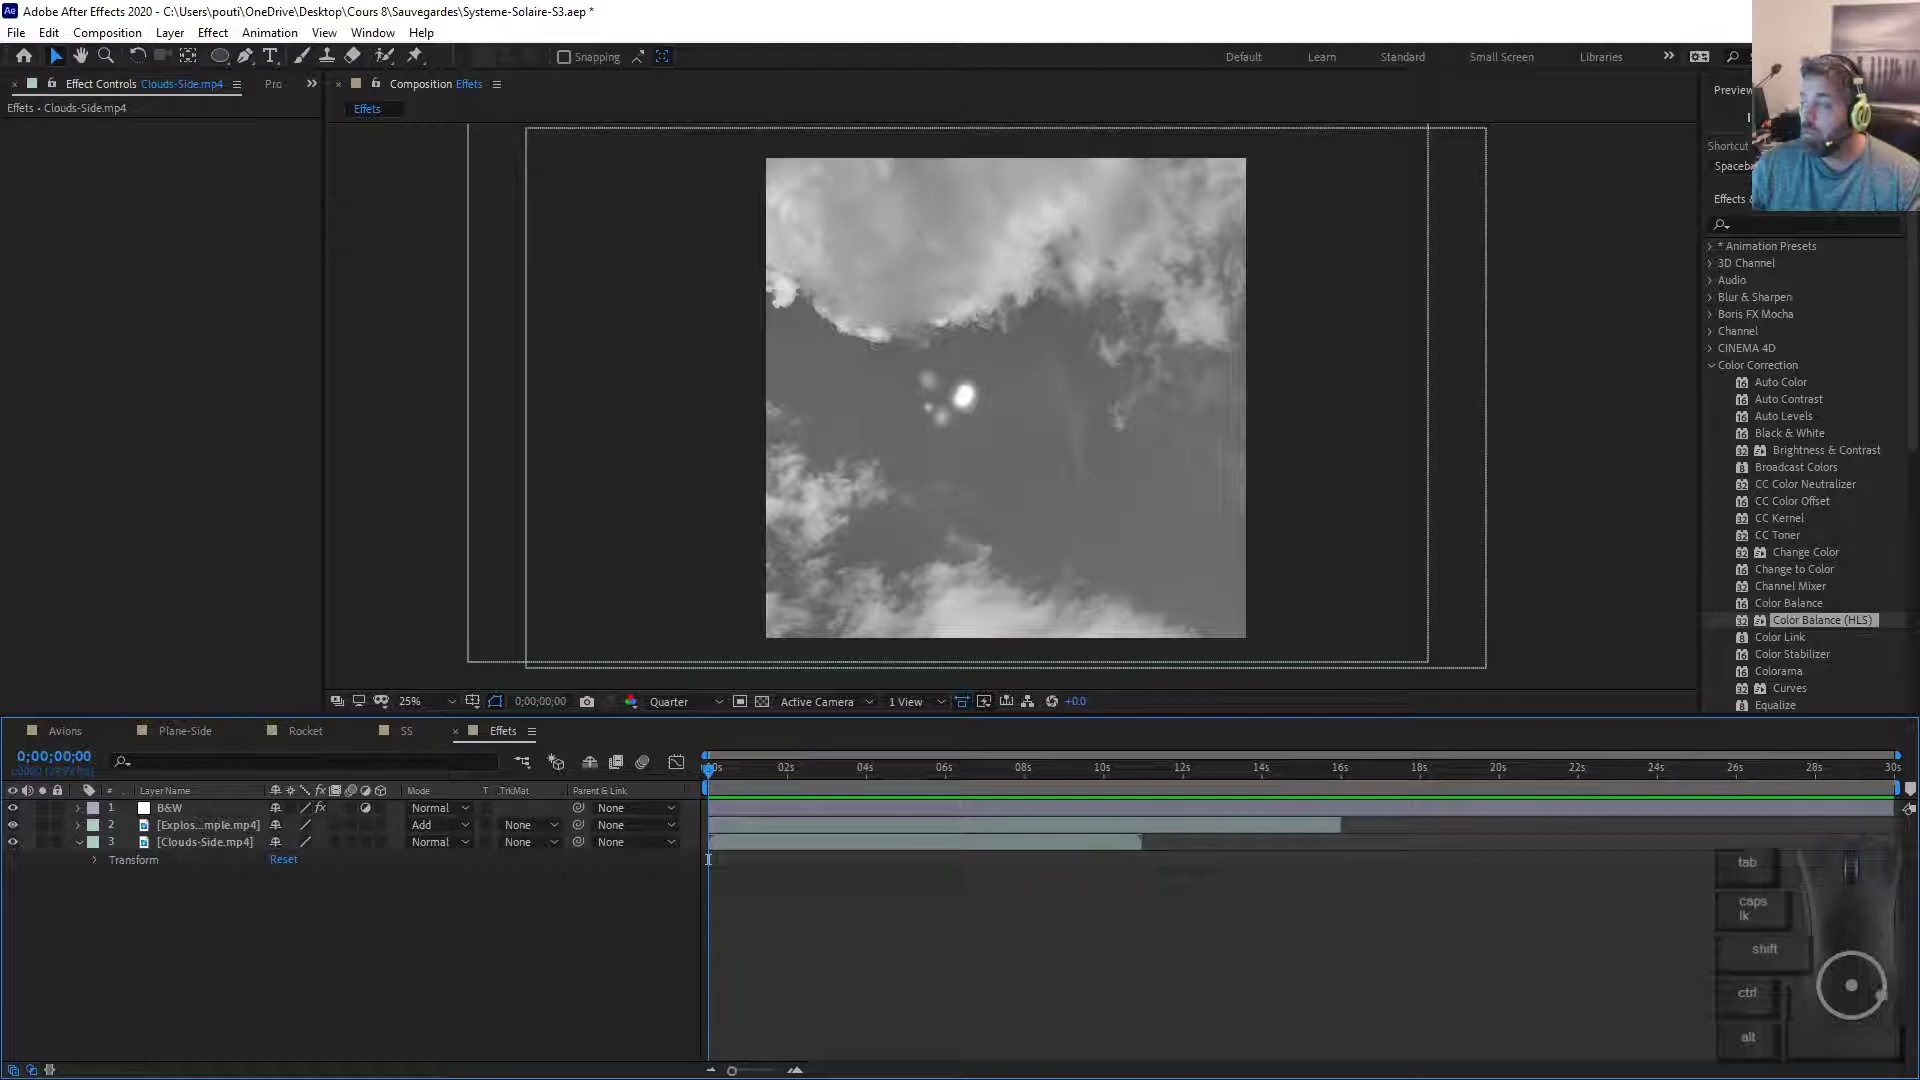 Adobe After Effects 2020 - C:\Users\pouti\OneDrive\Desktop\Cours 8\Sauvegardes\Systeme-Solaire-S3.aep *
File Edit Composition Layer Effect Animation View Window Help
Snapping
Default Learn Standard Small Screen Libraries
Effect Controls Clouds-Side.mp4
Composition Effets
Effets • Clouds-Side.mp4
Effets
Preview
Shortcut
Spaceba
Effects &
* Animation Presets
3D Channel
Audio
Blur & Sharpen
Boris FX Mocha
Channel
CINEMA 4D
Color Correction
Auto Color
Auto Contrast
Auto Levels
Black & White
Brightness & Contrast
Broadcast Colors
CC Color Neutralizer
CC Color Offset
CC Kernel
CC Toner
Change Color
Change to Color
Channel Mixer
Color Balance
Color Balance (HLS)
Color Link
Color Stabilizer
Colorama
Curves
Equalize
25% 0;00;00;00 Quarter Active Camera 1 View +0.0
Avions Plane-Side Rocket SS Effets
0;00;00;00
02s 04s 06s 08s 10s 12s 14s 16s 18s 20s 22s 24s 26s 28s 30s
# Layer Name Mode T .TrkMat Parent & Link
1 B&W Normal None
2 [Explos...mple.mp4] Add None None
3 [Clouds-Side.mp4] Normal None None
Transform Reset
tab
caps
lk
shift
ctrl
alt